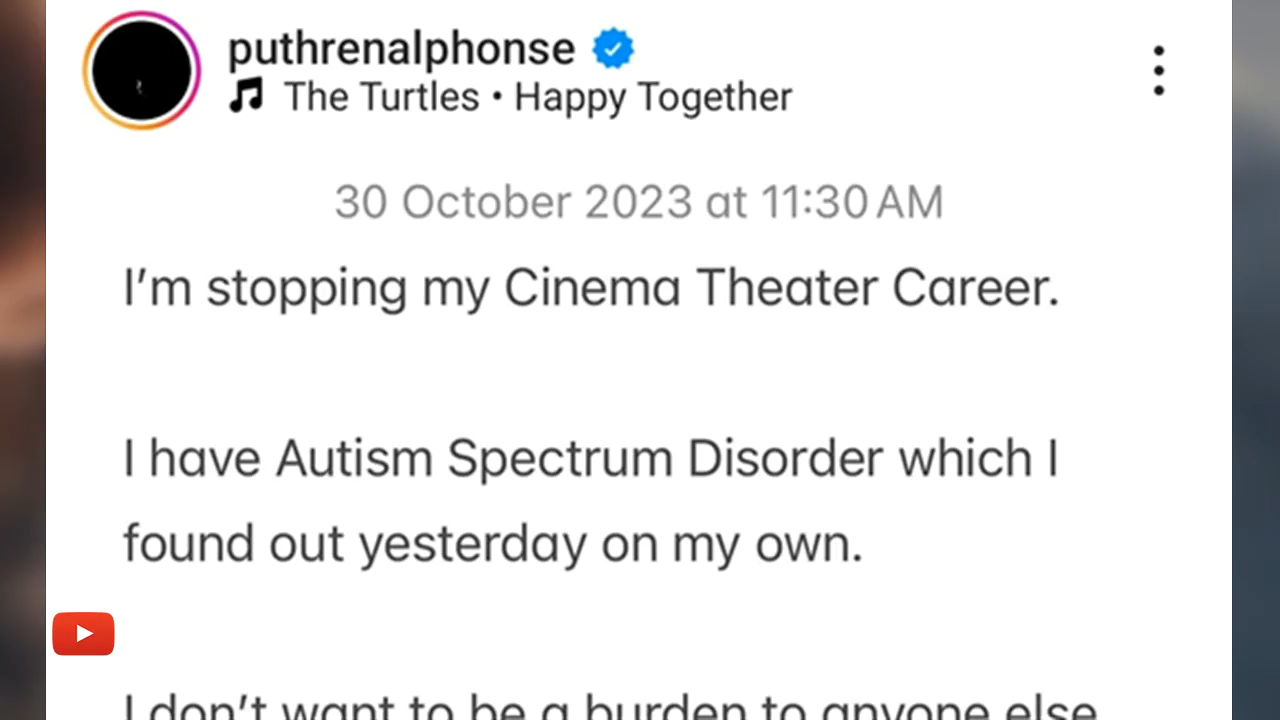 puthrenalphonse
The Turtles • Happy Together
30 October 2023 at 11:30 AM
I'm stopping my Cinema Theater Career.
I have Autism Spectrum Disorder which I
found out yesterday on my own.
I don't want to be a burden to anyone else